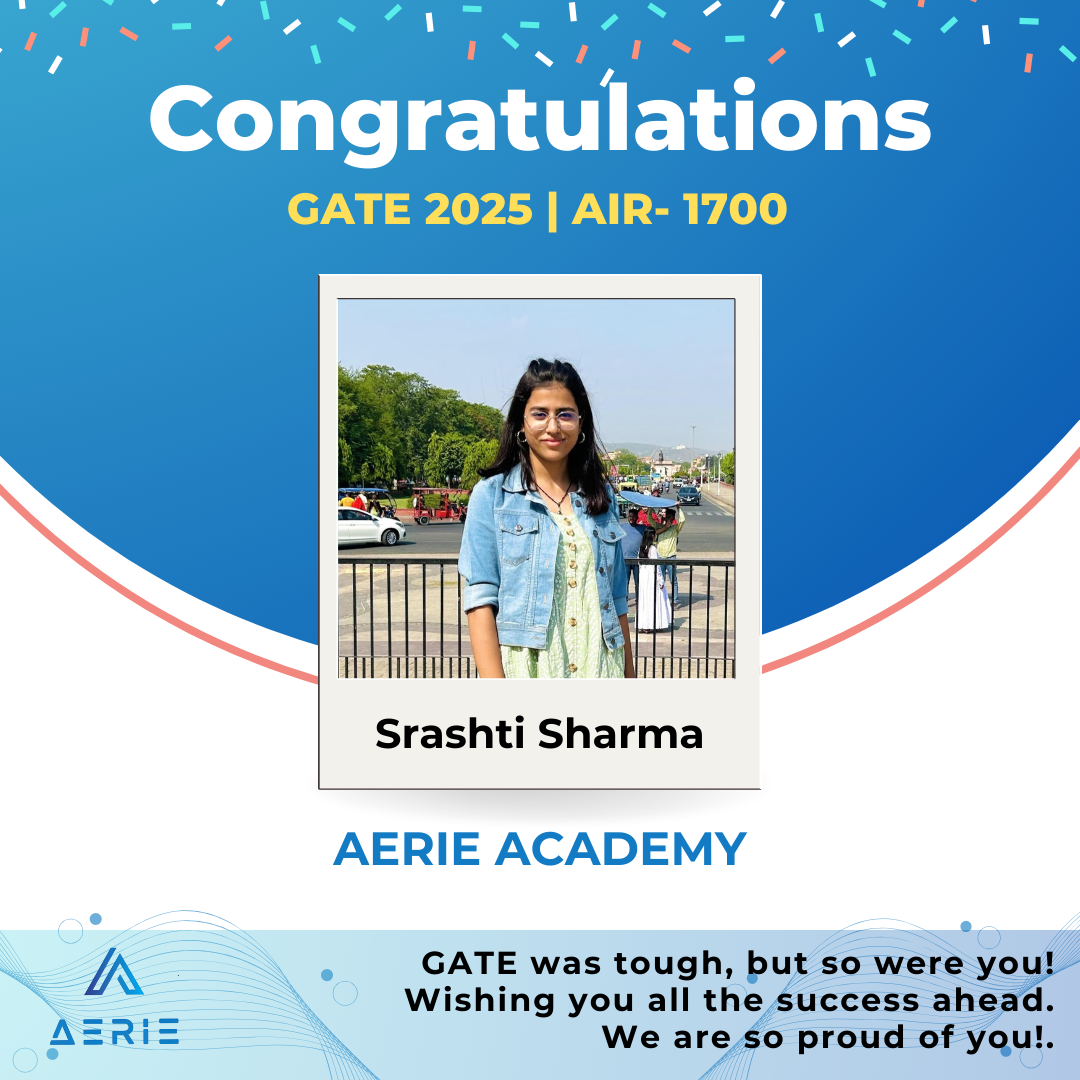 Congratulations
GATE 2025 | AIR- 1700
Srashti Sharma
AERIE ACADEMY
GATE was tough, but so were you!
Wishing you all the success ahead.
We are so proud of you!.
AERIE